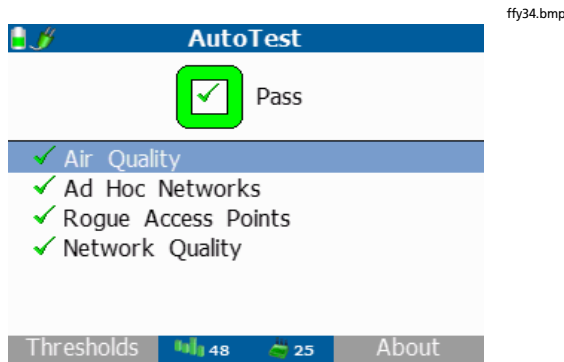 ffy34.bmp
AutoTest
Pass
Air Quality
Ad Hoc Networks
Rogue Access Points
Network Quality
Thresholds 48 25 About